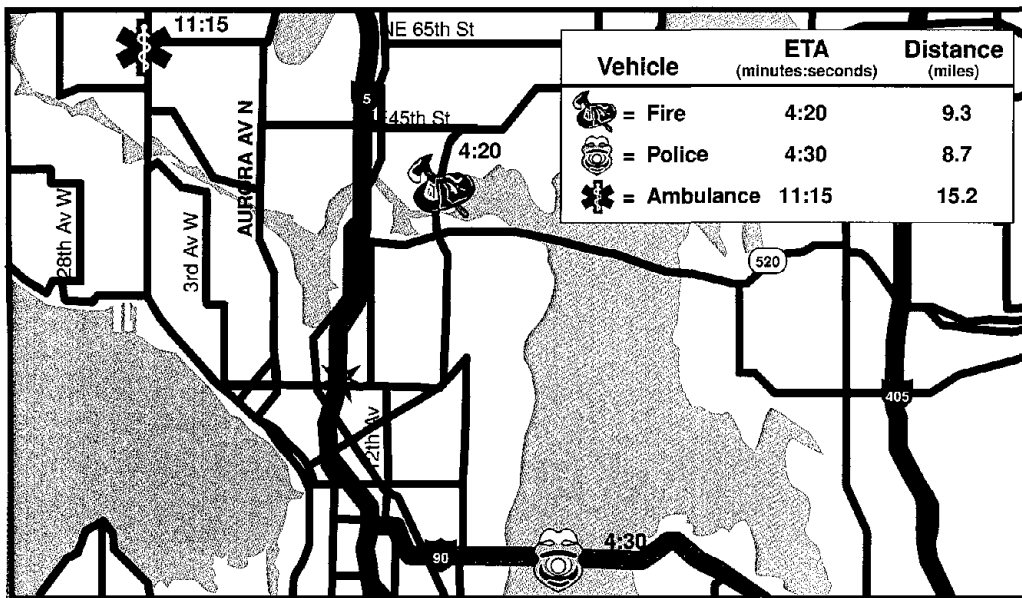 11:15
NE 65th St
Vehicle
ETA
(minutes:seconds)
Distance
(miles)
= Fire 4:20 9.3
= Police 4:30 8.7
= Ambulance 11:15 15.2
5
45th St
4:20
AURORA AV N
28th Av W
3rd Av W
520
405
12th Av
90
4:30